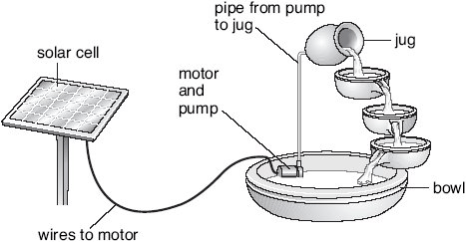 pipe from pump
to jug
solar cell
jug
motor
and
pump
bowl
wires to motor